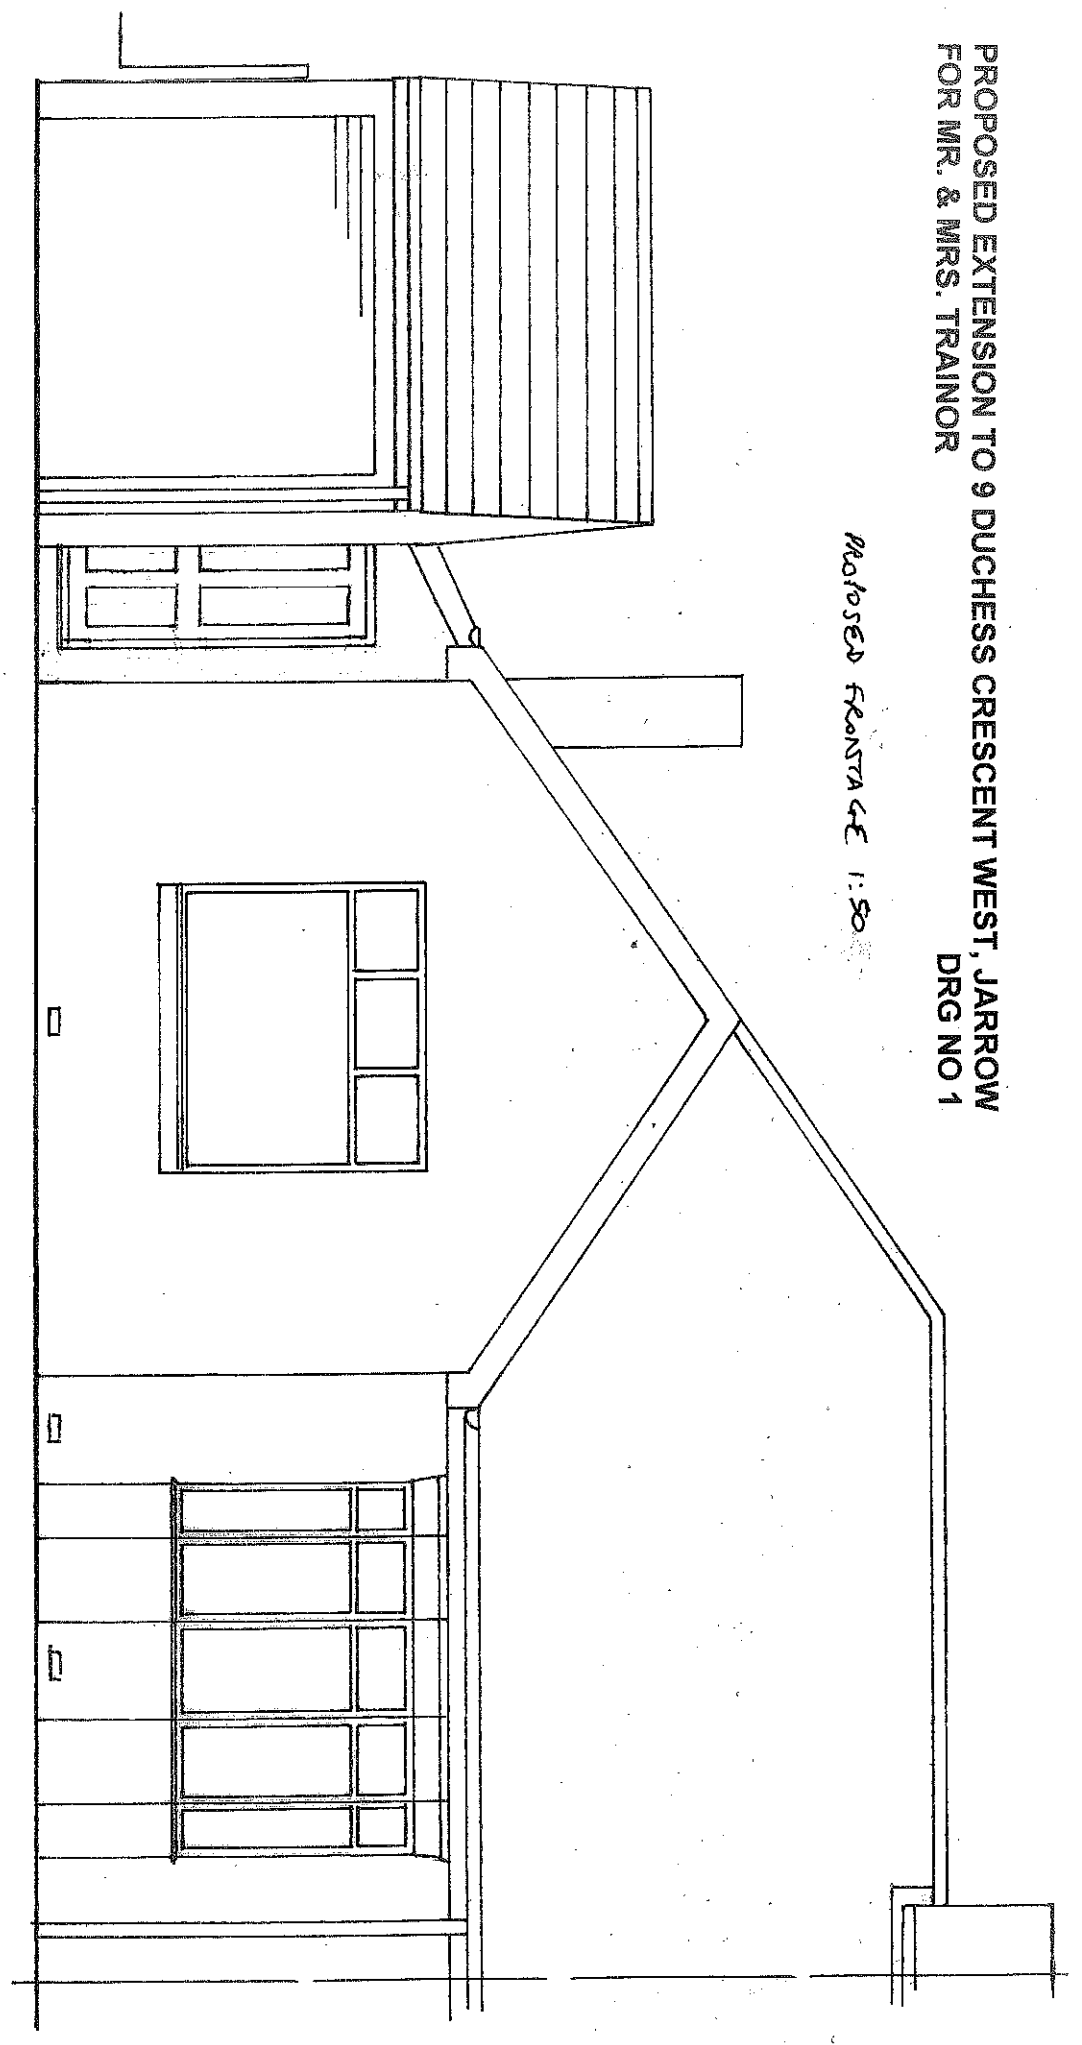 PROPOSED EXTENSION TO 9 DUCHESS CRESCENT WEST, JARROW
FOR MR. & MRS. TRAINOR
DRG NO 1
PROPOSED FRONTAGE 1:50